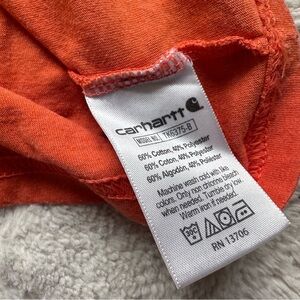 carhartt
MODEL NO. TK6375-B
60% Cotton, 40% Polyester
60% Coton, 40% Polyester
60% Algodón, 40% Poliéster
Machine wash cold with like
colors. Only non chlorine bleach
when needed. Tumble dry low.
Warm iron if needed.
RN 13706